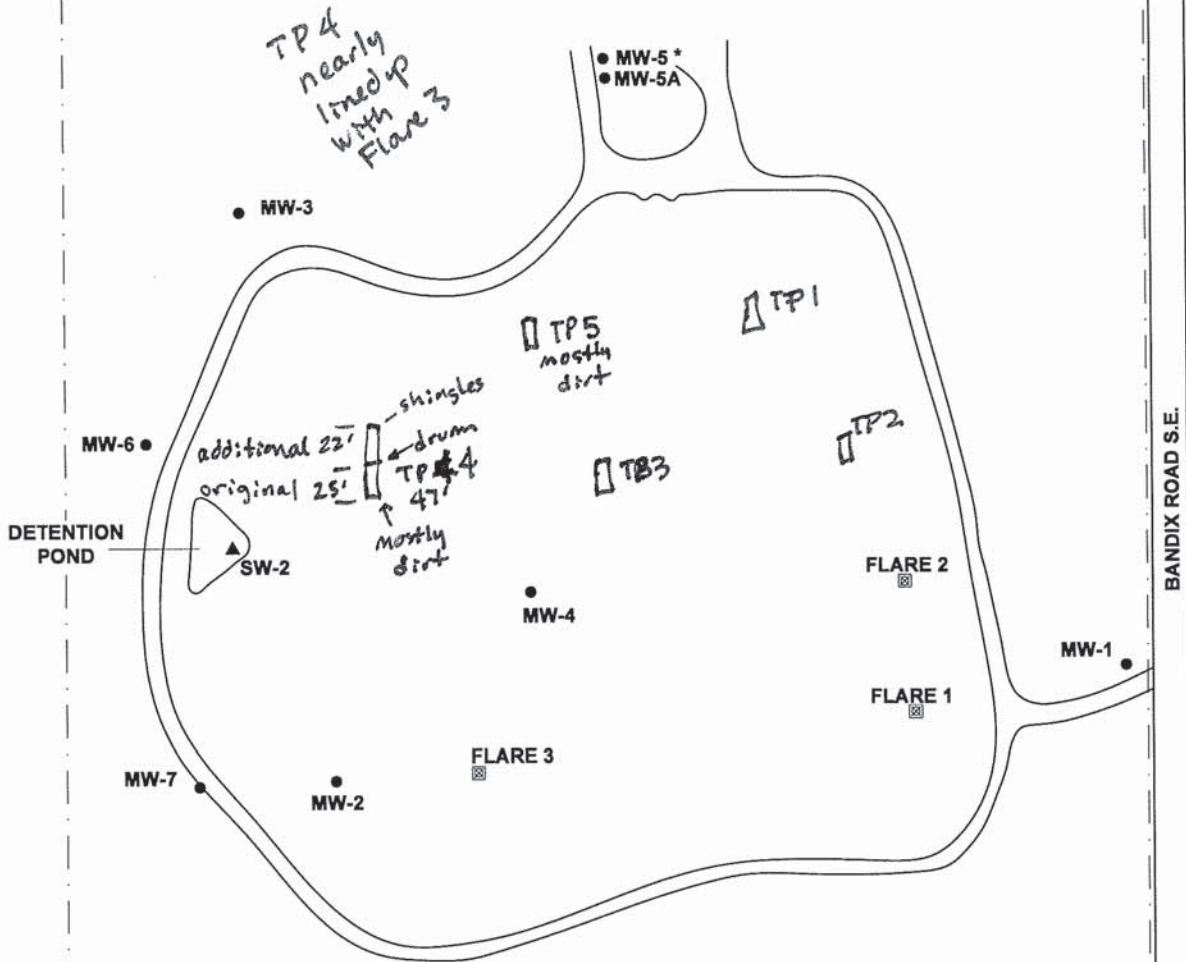 TP 4
nearly
lined up
with
Flare 3
MW-5 *
MW-5A
MW-3
TP1
TP5
mostly
dirt
shingles
drum
additional 22'
original 25'
TP 4
47'
mostly
dirt
TP2
TB3
MW-6
DETENTION
POND
SW-2
FLARE 2
MW-4
MW-1
FLARE 1
FLARE 3
MW-7
MW-2
BANDIX ROAD S.E.